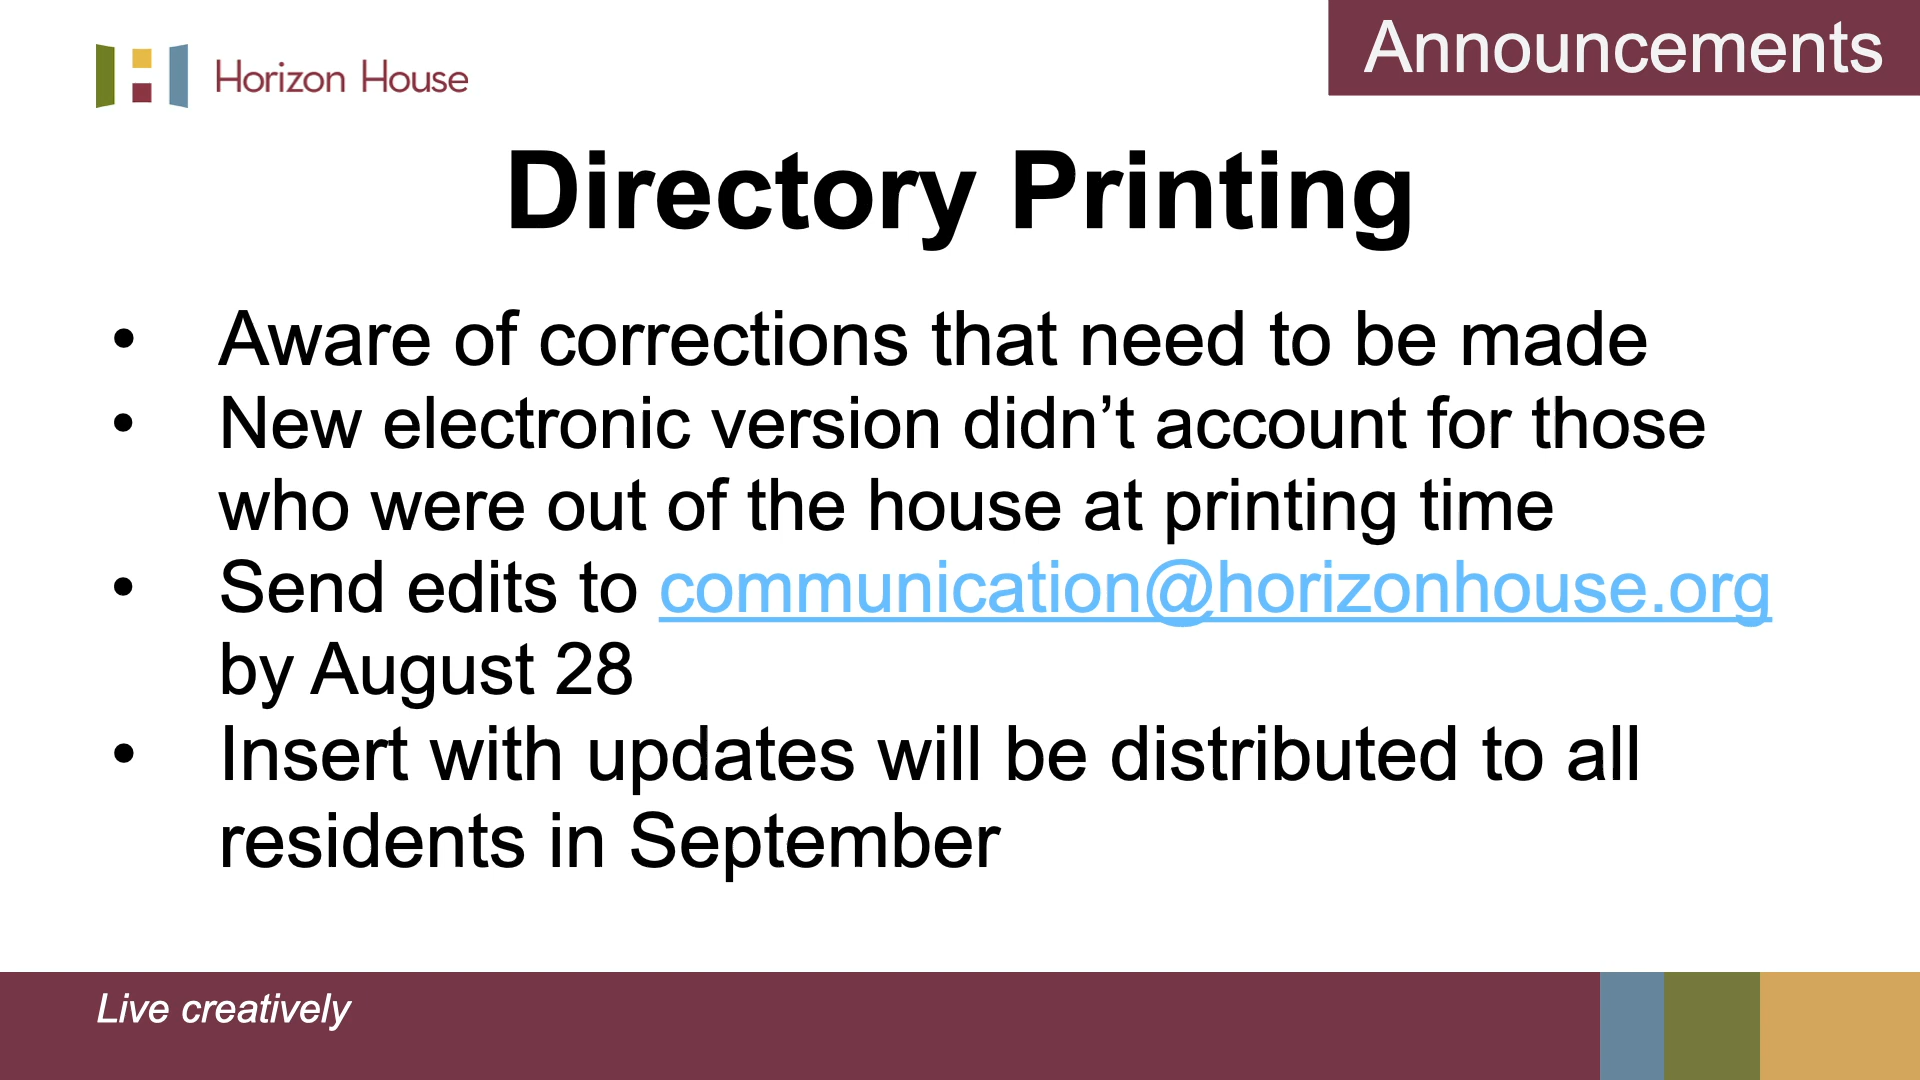 Horizon House
Announcements
Directory Printing
• Aware of corrections that need to be made
• New electronic version didn’t account for those
who were out of the house at printing time
• Send edits to communication@horizonhouse.org
by August 28
• Insert with updates will be distributed to all
residents in September
Live creatively